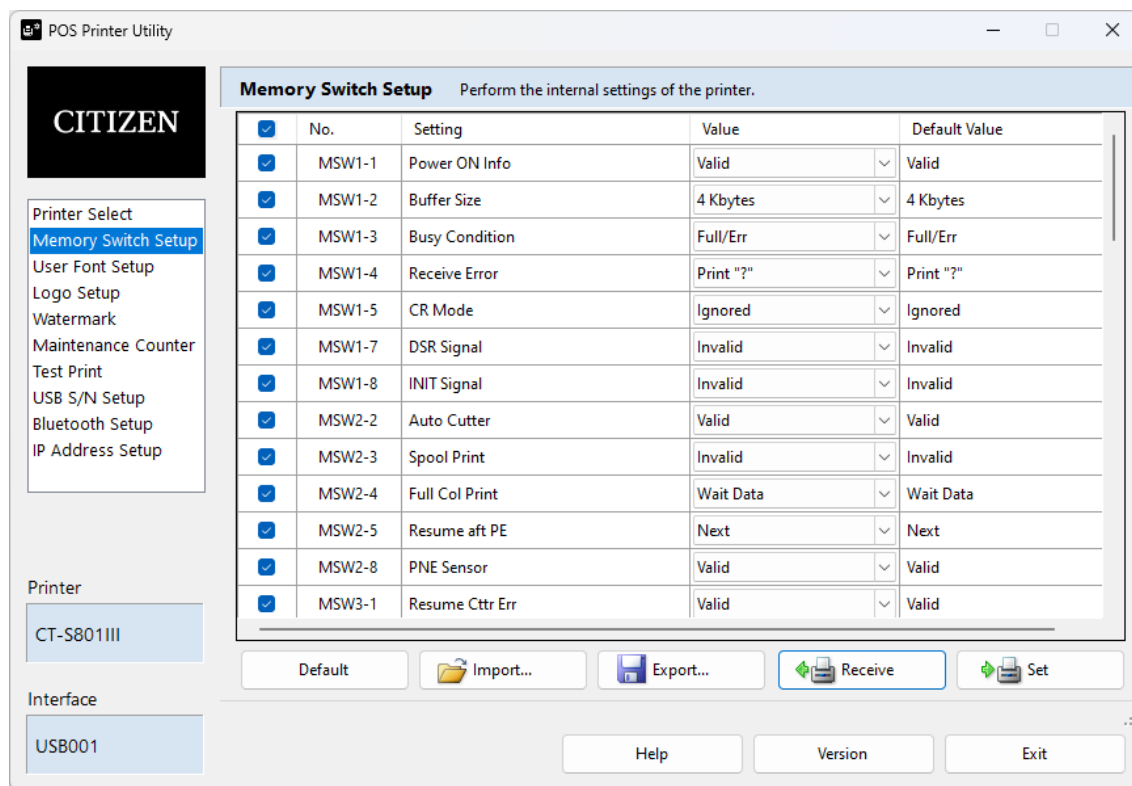 POS Printer Utility
CITIZEN
Printer Select
Memory Switch Setup
User Font Setup
Logo Setup
Watermark
Maintenance Counter
Test Print
USB S/N Setup
Bluetooth Setup
IP Address Setup
Printer
CT-S801III
Interface
USB001
Memory Switch Setup Perform the internal settings of the printer.
No. Setting Value Default Value
MSW1-1 Power ON Info Valid Valid
MSW1-2 Buffer Size 4 Kbytes 4 Kbytes
MSW1-3 Busy Condition Full/Err Full/Err
MSW1-4 Receive Error Print "?" Print "?"
MSW1-5 CR Mode Ignored Ignored
MSW1-7 DSR Signal Invalid Invalid
MSW1-8 INIT Signal Invalid Invalid
MSW2-2 Auto Cutter Valid Valid
MSW2-3 Spool Print Invalid Invalid
MSW2-4 Full Col Print Wait Data Wait Data
MSW2-5 Resume aft PE Next Next
MSW2-8 PNE Sensor Valid Valid
MSW3-1 Resume Cttr Err Valid Valid
Default Import... Export... Receive Set
Help Version Exit